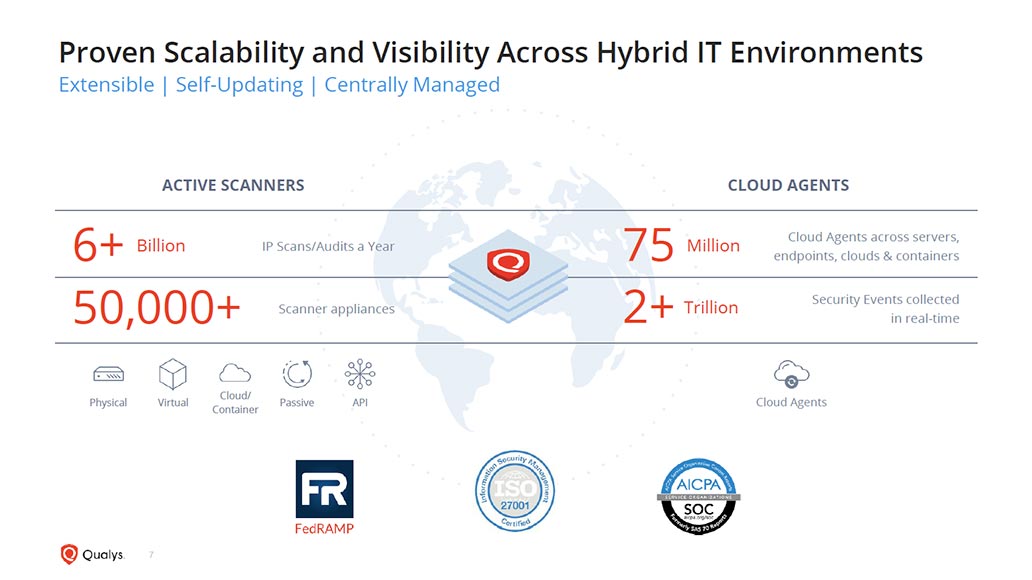 Proven Scalability and Visibility Across Hybrid IT Environments
Extensible | Self-Updating | Centrally Managed
ACTIVE SCANNERS
6+ Billion
IP Scans/Audits a Year
50,000+
Scanner appliances
Physical
Virtual
Cloud/
Container
Passive
API
CLOUD AGENTS
75 Million
Cloud Agents across servers,
endpoints, clouds & containers
2+ Trillion
Security Events collected
in real-time
Cloud Agents
FR
FedRAMP
Information Security Management
ISO
27001
Certified
AICPA
SERVICE ORGANIZATIONS
SOC
Formerly SAS 70 Reports
Qualys.
7